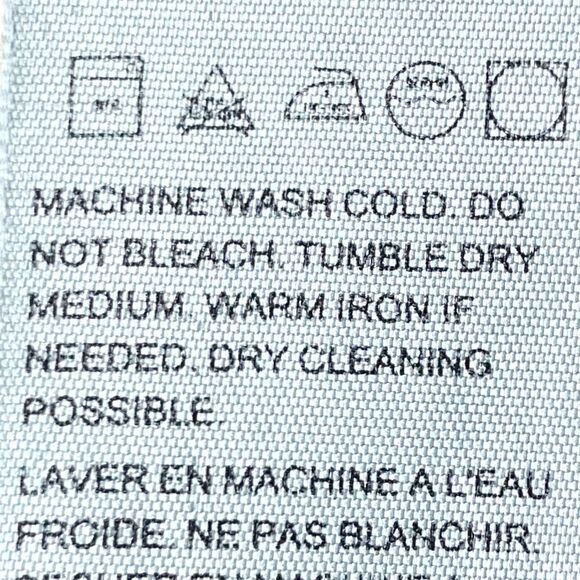 MACHINE WASH COLD. DO
NOT BLEACH. TUMBLE DRY
MEDIUM. WARM IRON IF
NEEDED. DRY CLEANING
POSSIBLE.
LAVER EN MACHINE A L'EAU
FROIDE. NE PAS BLANCHIR.